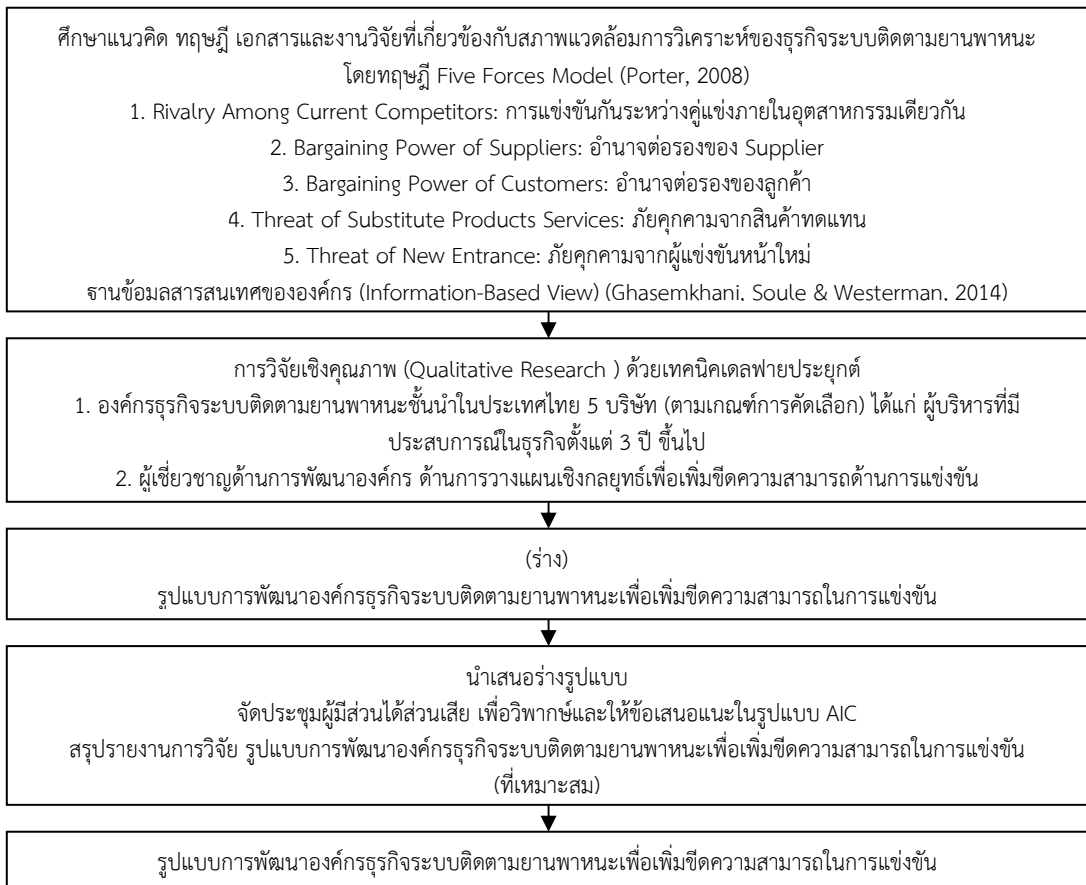 ศึกษาแนวคิด ทฤษฎี เอกสารและงานวิจัยที่เกี่ยวข้องกับสภาพแวดล้อมการวิเคราะห์ของธุรกิจระบบติดตามยานพาหนะ
โดยทฤษฎี Five Forces Model (Porter, 2008)
1. Rivalry Among Current Competitors: การแข่งขันกันระหว่างคู่แข่งภายในอุตสาหกรรมเดียวกัน
2. Bargaining Power of Suppliers: อำนาจต่อรองของ Supplier
3. Bargaining Power of Customers: อำนาจต่อรองของลูกค้า
4. Threat of Substitute Products Services: ภัยคุกคามจากสินค้าทดแทน
5. Threat of New Entrance: ภัยคุกคามจากผู้แข่งขันหน้าใหม่
ฐานข้อมูลสารสนเทศขององค์กร (Information-Based View) (Ghasemkhani, Soule & Westerman, 2014)
การวิจัยเชิงคุณภาพ (Qualitative Research ) ด้วยเทคนิคเดลฟายประยุกต์
1. องค์กรธุรกิจระบบติดตามยานพาหนะชั้นนำในประเทศไทย 5 บริษัท (ตามเกณฑ์การคัดเลือก) ได้แก่ ผู้บริหารที่มี
ประสบการณ์ในธุรกิจตั้งแต่ 3 ปี ขึ้นไป
2. ผู้เชี่ยวชาญด้านการพัฒนาองค์กร ด้านการวางแผนเชิงกลยุทธ์เพื่อเพิ่มขีดความสามารถด้านการแข่งขัน
(ร่าง)
รูปแบบการพัฒนาองค์กรธุรกิจระบบติดตามยานพาหนะเพื่อเพิ่มขีดความสามารถในการแข่งขัน
นำเสนอร่างรูปแบบ
จัดประชุมผู้มีส่วนได้ส่วนเสีย เพื่อวิพากษ์และให้ข้อเสนอแนะในรูปแบบ AIC
สรุปรายงานการวิจัย รูปแบบการพัฒนาองค์กรธุรกิจระบบติดตามยานพาหนะเพื่อเพิ่มขีดความสามารถในการแข่งขัน
(ที่เหมาะสม)
รูปแบบการพัฒนาองค์กรธุรกิจระบบติดตามยานพาหนะเพื่อเพิ่มขีดความสามารถในการแข่งขัน